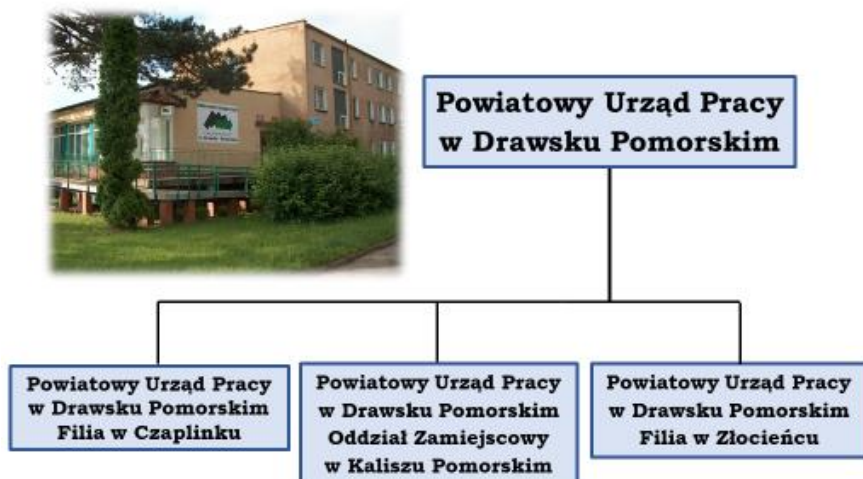 Powiatowy Urząd Pracy
w Drawsku Pomorskim
Powiatowy Urząd Pracy
w Drawsku Pomorskim
Filia w Czaplinku
Powiatowy Urząd Pracy
w Drawsku Pomorskim
Oddział Zamiejscowy
w Kaliszu Pomorskim
Powiatowy Urząd Pracy
w Drawsku Pomorskim
Filia w Złocieńcu